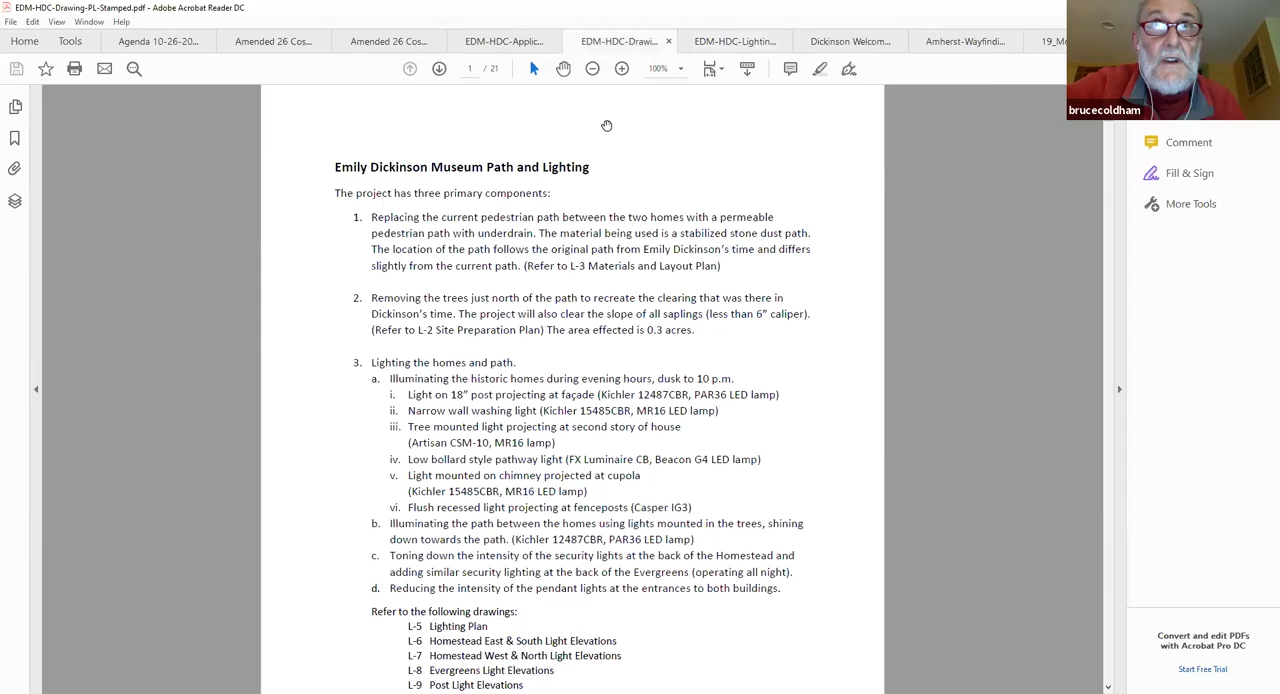 EDM-HDC-Drawing-PL-Stamped.pdf - Adobe Acrobat Reader DC
File Edit View Window Help
Home Tools Agenda 10-26-20... Amended 26 Cos... Amended 26 Cos... EDM-HDC-Applic... EDM-HDC-Drawi... × EDM-HDC-Lightin... Dickinson Welcom... Amherst-Wayfindi... 19_Mo
1 / 21 100%
brucecoldham
Comment
Fill & Sign
More Tools
Emily Dickinson Museum Path and Lighting
The project has three primary components:
1. Replacing the current pedestrian path between the two homes with a permeable
pedestrian path with underdrain. The material being used is a stabilized stone dust path.
The location of the path follows the original path from Emily Dickinson's time and differs
slightly from the current path. (Refer to L-3 Materials and Layout Plan)
2. Removing the trees just north of the path to recreate the clearing that was there in
Dickinson's time. The project will also clear the slope of all saplings (less than 6" caliper).
(Refer to L-2 Site Preparation Plan) The area effected is 0.3 acres.
3. Lighting the homes and path.
a. Illuminating the historic homes during evening hours, dusk to 10 p.m.
i. Light on 18" post projecting at façade (Kichler 12487CBR, PAR36 LED lamp)
ii. Narrow wall washing light (Kichler 15485CBR, MR16 LED lamp)
iii. Tree mounted light projecting at second story of house
(Artisan CSM-10, MR16 lamp)
iv. Low bollard style pathway light (FX Luminaire CB, Beacon G4 LED lamp)
v. Light mounted on chimney projected at cupola
(Kichler 15485CBR, MR16 LED lamp)
vi. Flush recessed light projecting at fenceposts (Casper IG3)
b. Illuminating the path between the homes using lights mounted in the trees, shining
down towards the path. (Kichler 12487CBR, PAR36 LED lamp)
c. Toning down the intensity of the security lights at the back of the Homestead and
adding similar security lighting at the back of the Evergreens (operating all night).
d. Reducing the intensity of the pendant lights at the entrances to both buildings.
Refer to the following drawings:
L-5 Lighting Plan
L-6 Homestead East & South Light Elevations
L-7 Homestead West & North Light Elevations
L-8 Evergreens Light Elevations
L-9 Post Light Elevations
Convert and edit PDFs
with Acrobat Pro DC
Start Free Trial